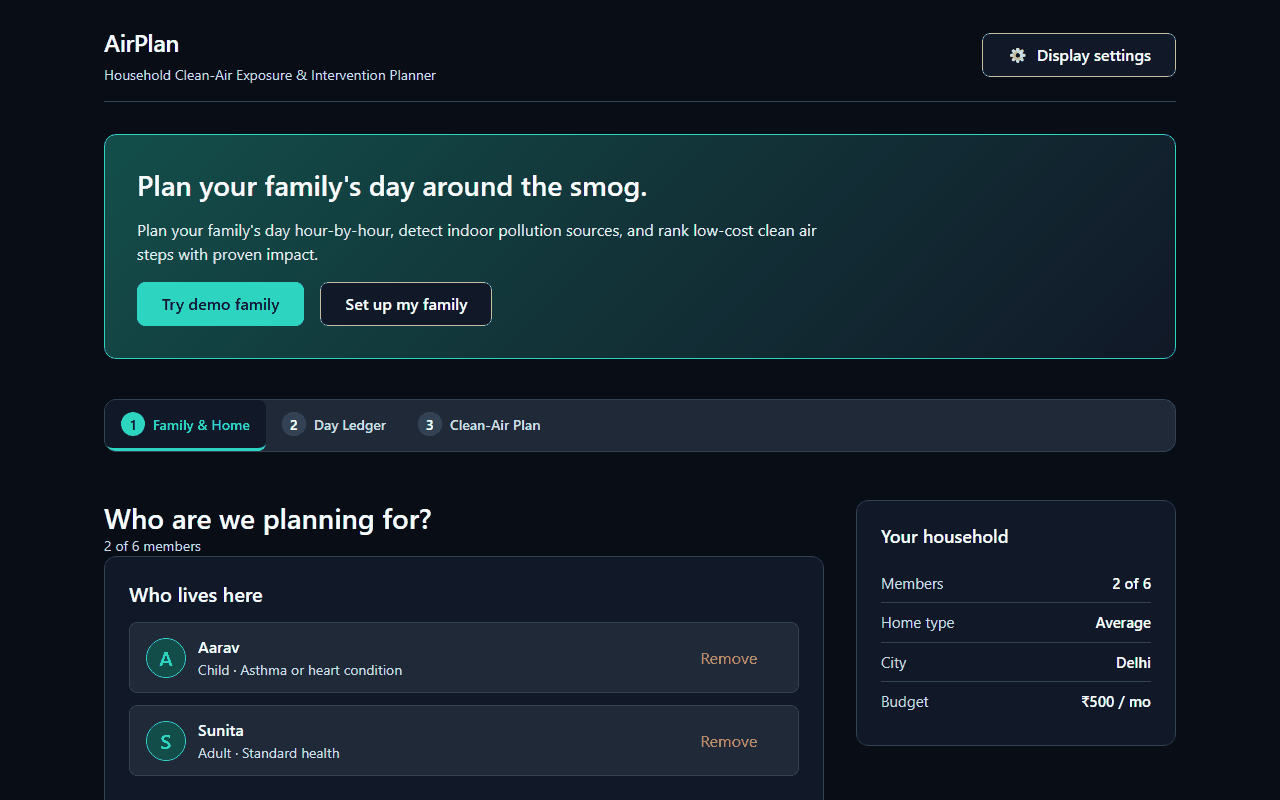 AirPlan
Household Clean-Air Exposure & Intervention Planner
Display settings
Plan your family's day around the smog.
Plan your family's day hour-by-hour, detect indoor pollution sources, and rank low-cost clean air
steps with proven impact.
Try demo family
Set up my family
1 Family & Home
2 Day Ledger
3 Clean-Air Plan
Who are we planning for?
2 of 6 members
Who lives here
A
Aarav
Child · Asthma or heart condition
Remove
S
Sunita
Adult · Standard health
Remove
Your household
Members 2 of 6
Home type Average
City Delhi
Budget ₹500 / mo